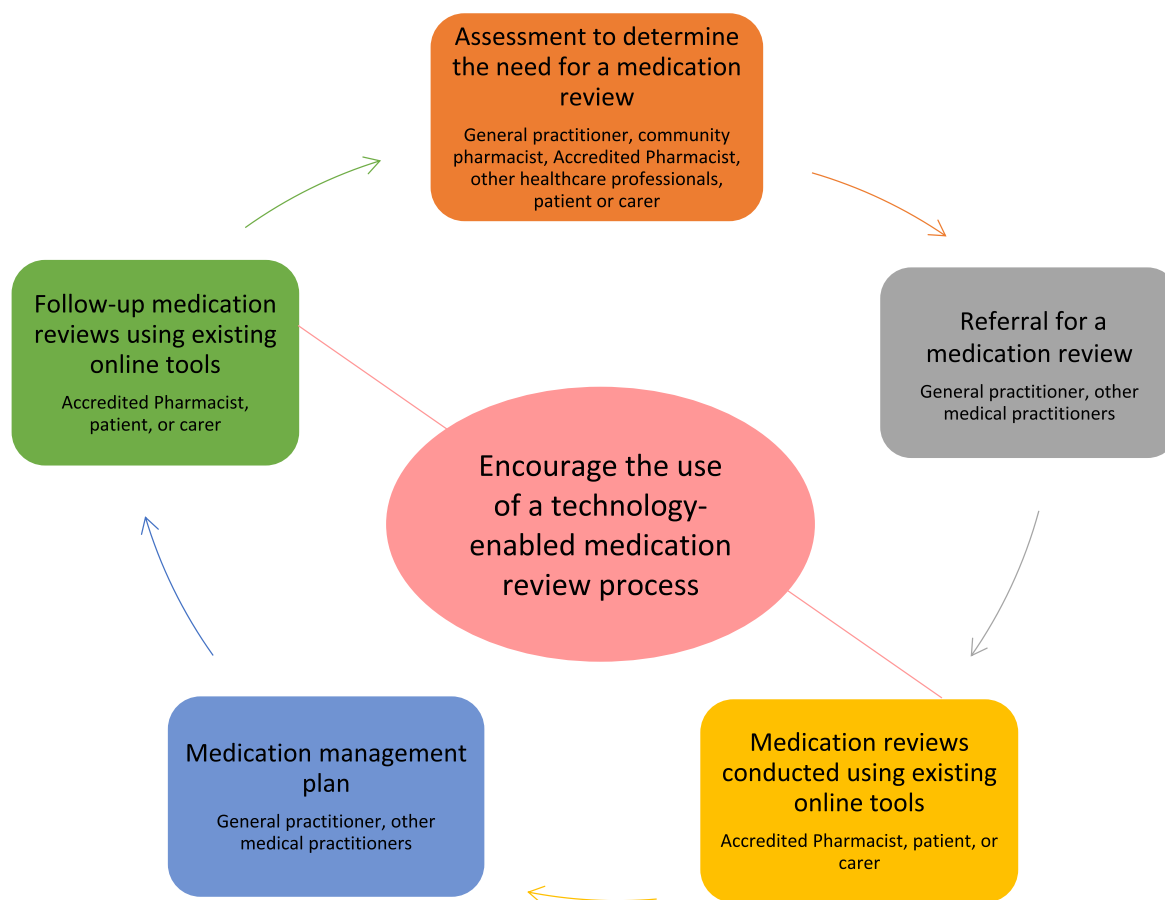 Assessment to determine
the need for a medication
review
General practitioner, community
pharmacist, Accredited Pharmacist,
other healthcare professionals,
patient or carer
Referral for a
medication review
General practitioner, other
medical practitioners
Medication reviews
conducted using existing
online tools
Accredited Pharmacist, patient, or
carer
Medication management
plan
General practitioner, other
medical practitioners
Follow-up medication
reviews using existing
online tools
Accredited Pharmacist,
patient, or carer
Encourage the use
of a technology-
enabled medication
review process